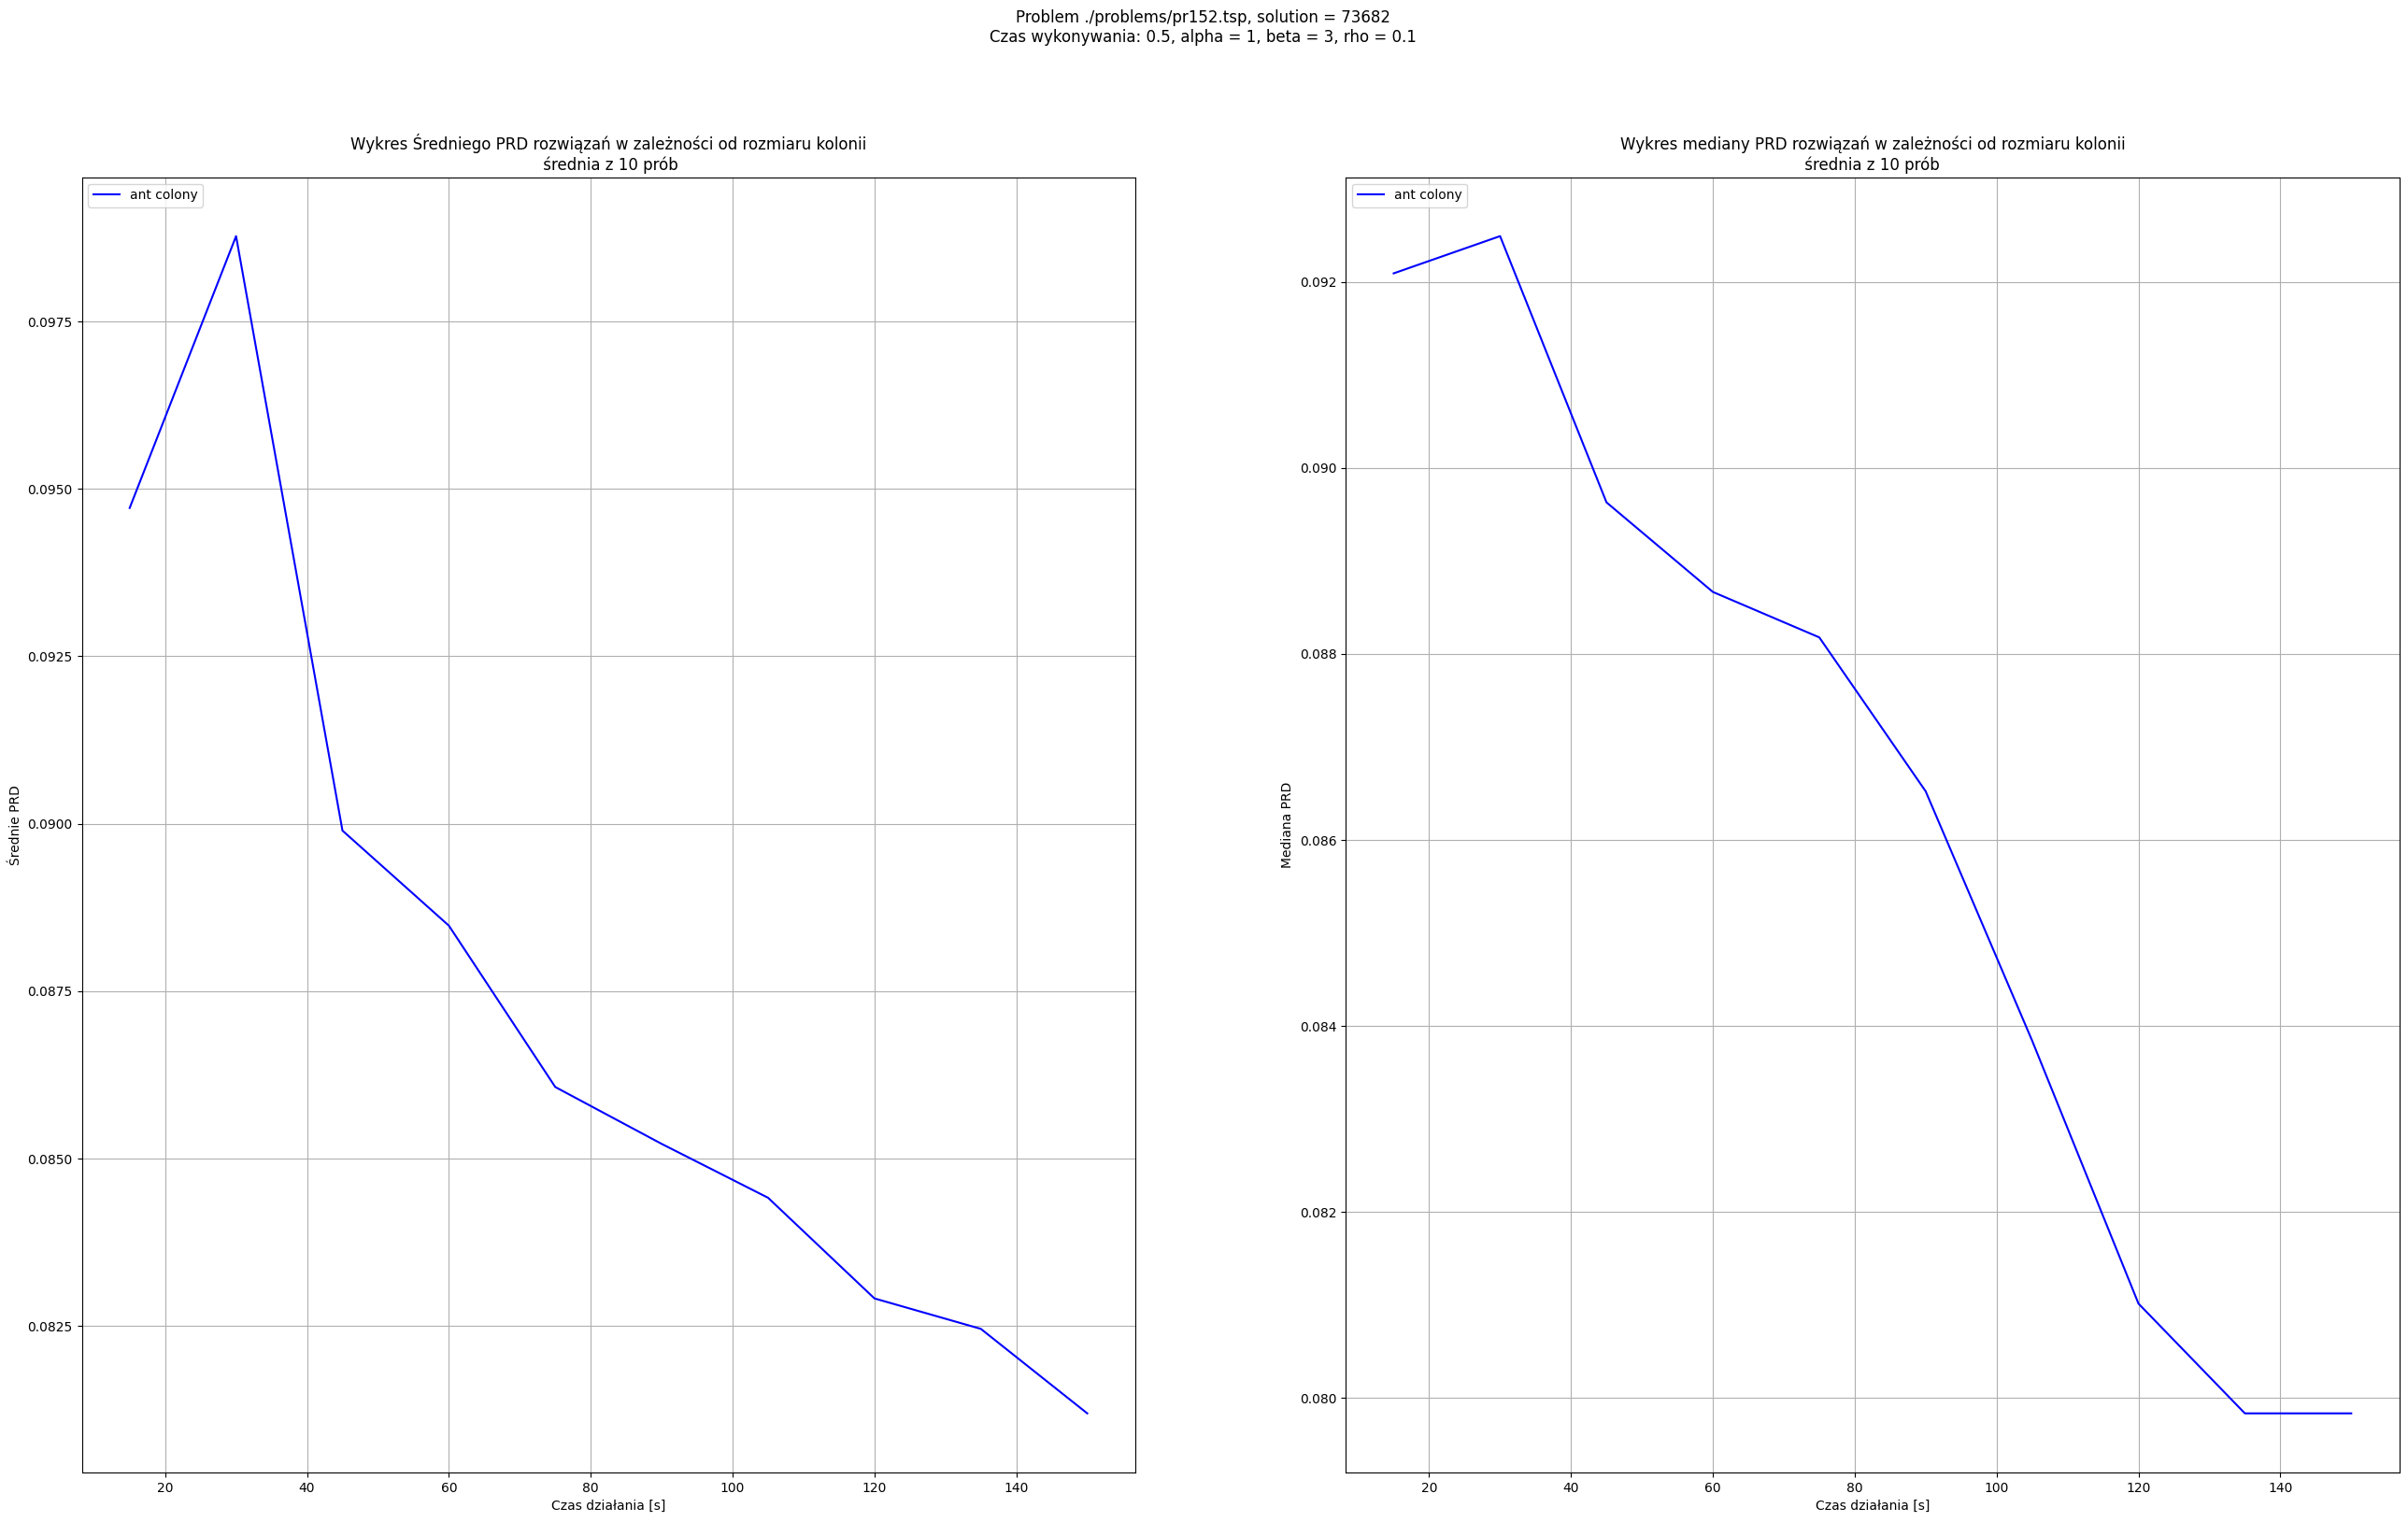 Problem ./problems/pr152.tsp, solution = 73682
Czas wykonywania: 0.5, alpha = 1, beta = 3, rho = 0.1
Wykres Średniego PRD rozwiązań w zależności od rozmiaru kolonii
średnia z 10 prób
ant colony
0.0975
0.0950
0.0925
0.0900
0.0875
0.0850
0.0825
Średnie PRD
20 40 60 80 100 120 140
Czas działania [s]
Wykres mediany PRD rozwiązań w zależności od rozmiaru kolonii
średnia z 10 prób
ant colony
0.092
0.090
0.088
0.086
0.084
0.082
0.080
Mediana PRD
20 40 60 80 100 120 140
Czas działania [s]